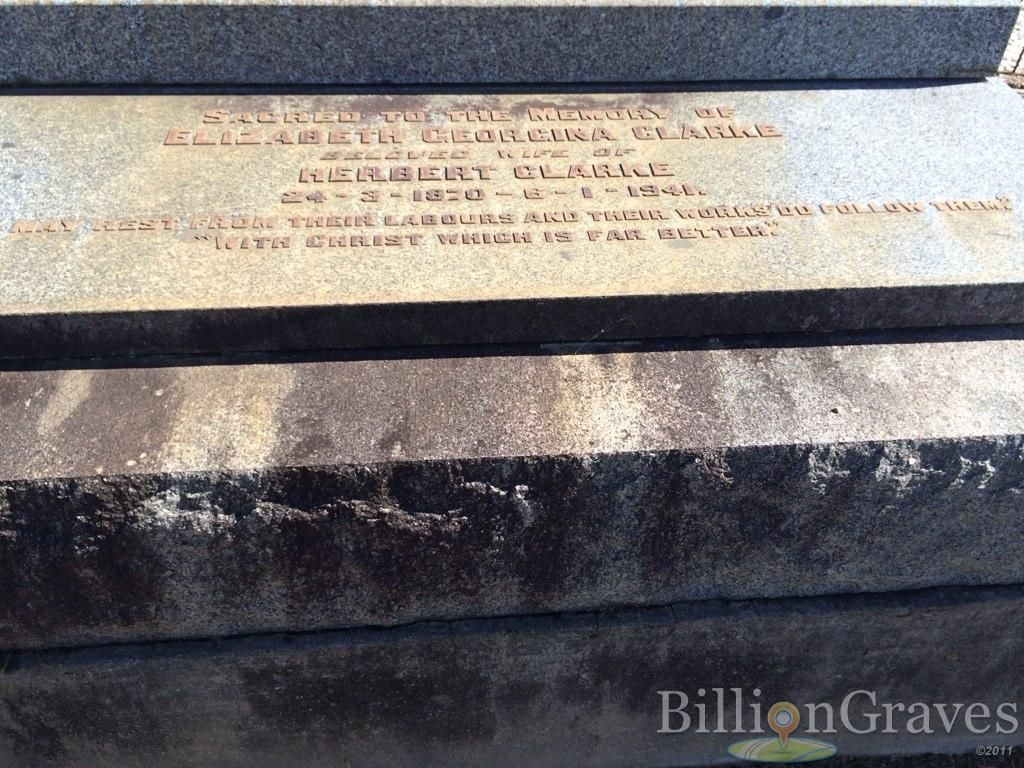 Sacred to the Memory of
ELIZABETH GEORGINA CLARKE
BELOVED WIFE OF
HERBERT CLARKE
24-3-1870 - 6-1-1941.
MAY REST FROM THEIR LABOURS AND THEIR WORKS DO FOLLOW THEM."
"WITH CHRIST WHICH IS FAR BETTER."
BillionGraves
©2011